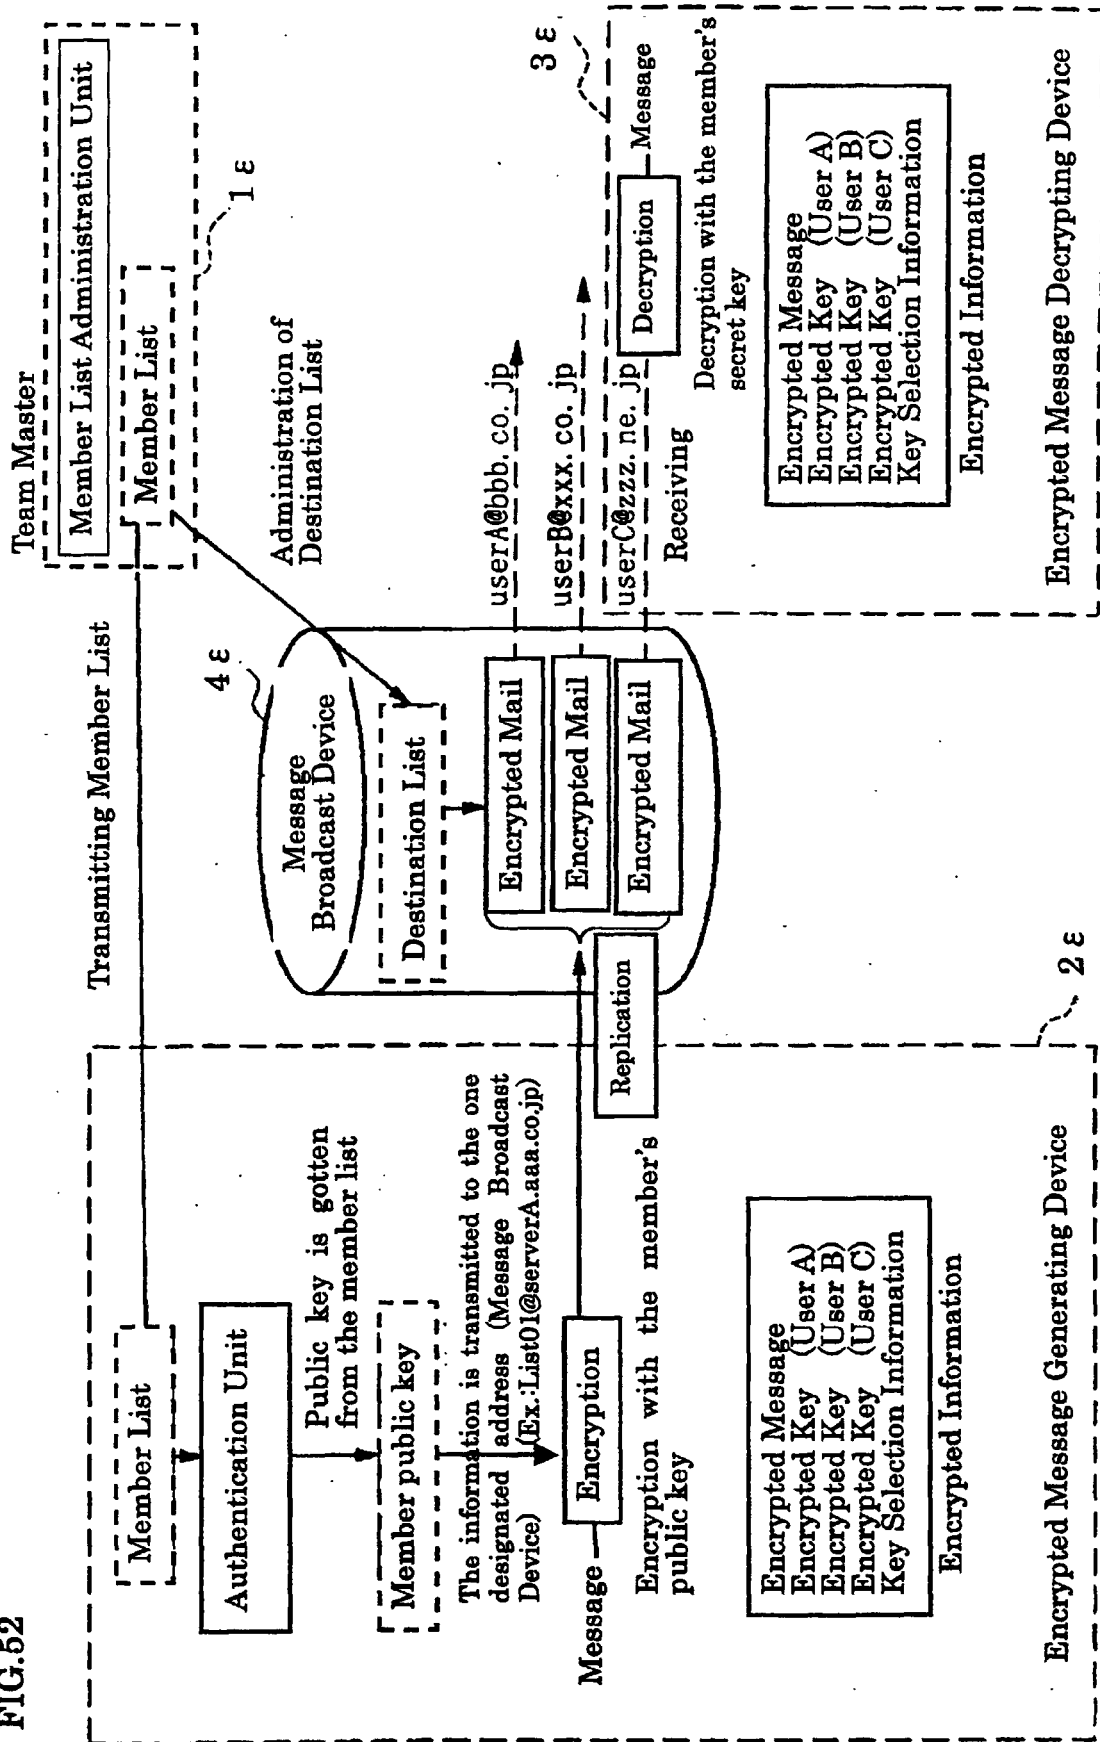 FIG.52
Team Master
Member List Administration Unit
Member List
1 ε
Transmitting Member List
Administration of
Destination List
Member List
Authentication Unit
Public key is gotten
from the member list
Member public key
The information is transmitted to the one
designated address (Message Broadcast
Device) (Ex.:List01@serverA.aaa.co.jp)
Message
Encryption
Encryption with the member's
public key
Encrypted Message
Encrypted Key (User A)
Encrypted Key (User B)
Encrypted Key (User C)
Key Selection Information
Encrypted Information
Encrypted Message Generating Device
2 ε
4 ε
Message
Broadcast Device
Destination List
Encrypted Mail
Encrypted Mail
Encrypted Mail
Replication
userA@bbb.co.jp
userB@xxx.co.jp
userC@zzz.ne.jp
Receiving
3 ε
Decryption
Message
Decryption with the member's
secret key
Encrypted Message
Encrypted Key (User A)
Encrypted Key (User B)
Encrypted Key (User C)
Key Selection Information
Encrypted Information
Encrypted Message Decrypting Device